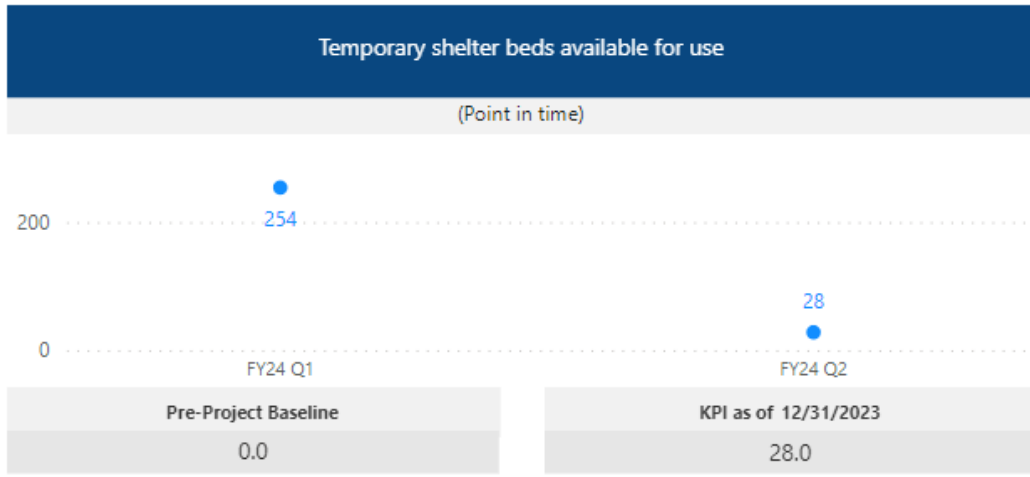 Temporary shelter beds available for use
(Point in time)
200
254
28
0
FY24 Q1
FY24 Q2
Pre-Project Baseline
KPI as of 12/31/2023
0.0
28.0